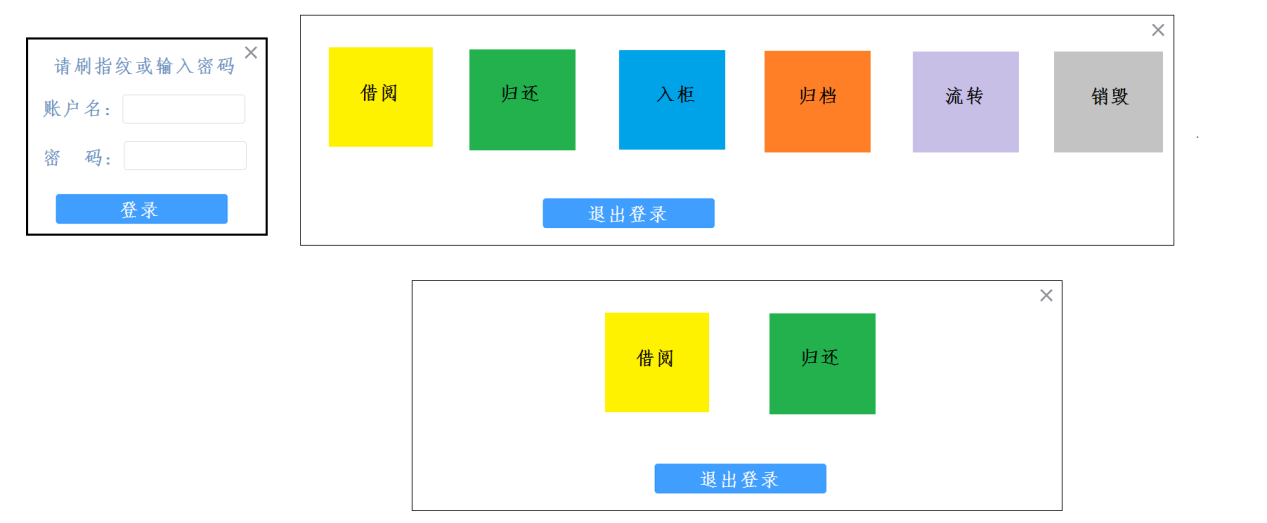 请刷指纹或输入密码
账户名:
密 码:
登录
借阅
归还
入柜
归档
流转
销毁
退出登录
借阅
归还
退出登录